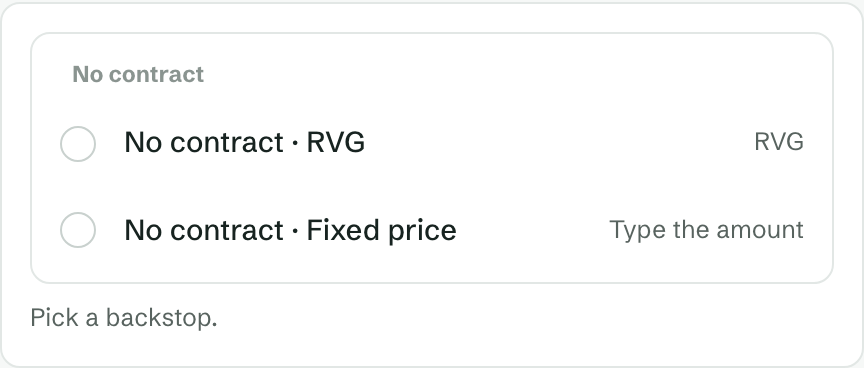 No contract
No contract · RVG RVG
No contract · Fixed price Type the amount
Pick a backstop.